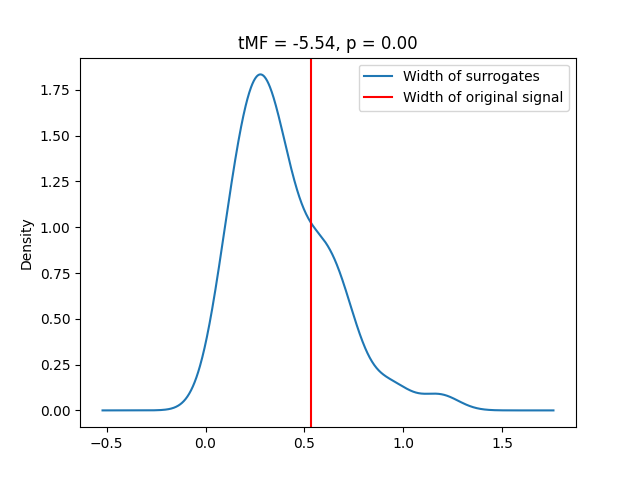 tMF = -5.54, p = 0.00
Width of surrogates
Width of original signal
Density
1.75
1.50
1.25
1.00
0.75
0.50
0.25
0.00
−0.5 0.0 0.5 1.0 1.5